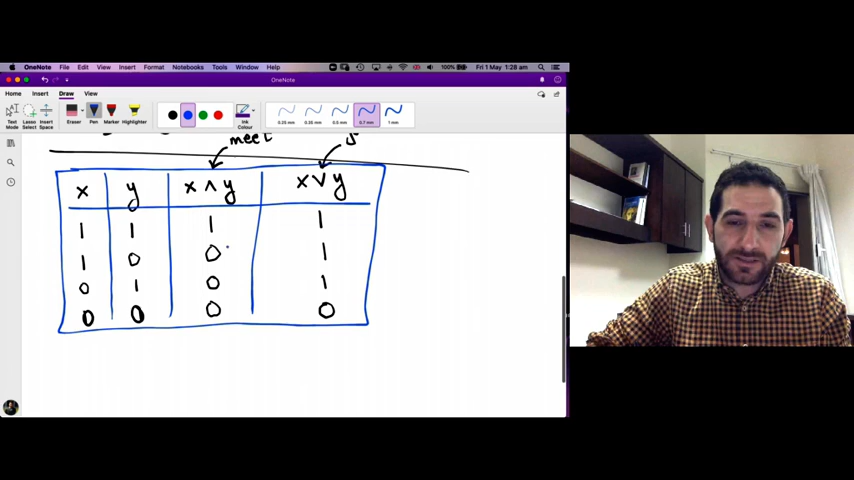 OneNote File Edit View Insert Format Notebooks Tools Window Help 100% Fri 1 May 1:28 am
OneNote
Home Insert Draw View
Text Mode Lasso Select Insert Space Eraser Pen Marker Highlighter Ink Colour 0.25 mm 0.35 mm 0.5 mm 0.7 mm 1 mm
meet
x y x ∧ y x ∨ y
1 1 1 1
1 0 0 1
0 1 0 1
0 0 0 0